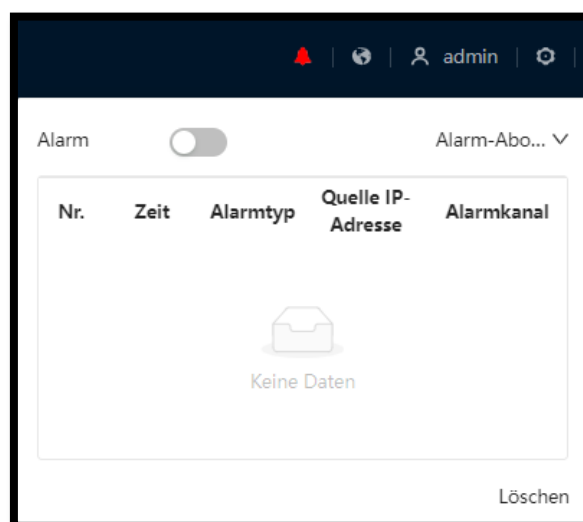 admin
Alarm Alarm-Abo...
Nr. Zeit Alarmtyp Quelle IP-Adresse Alarmkanal
Keine Daten
Löschen